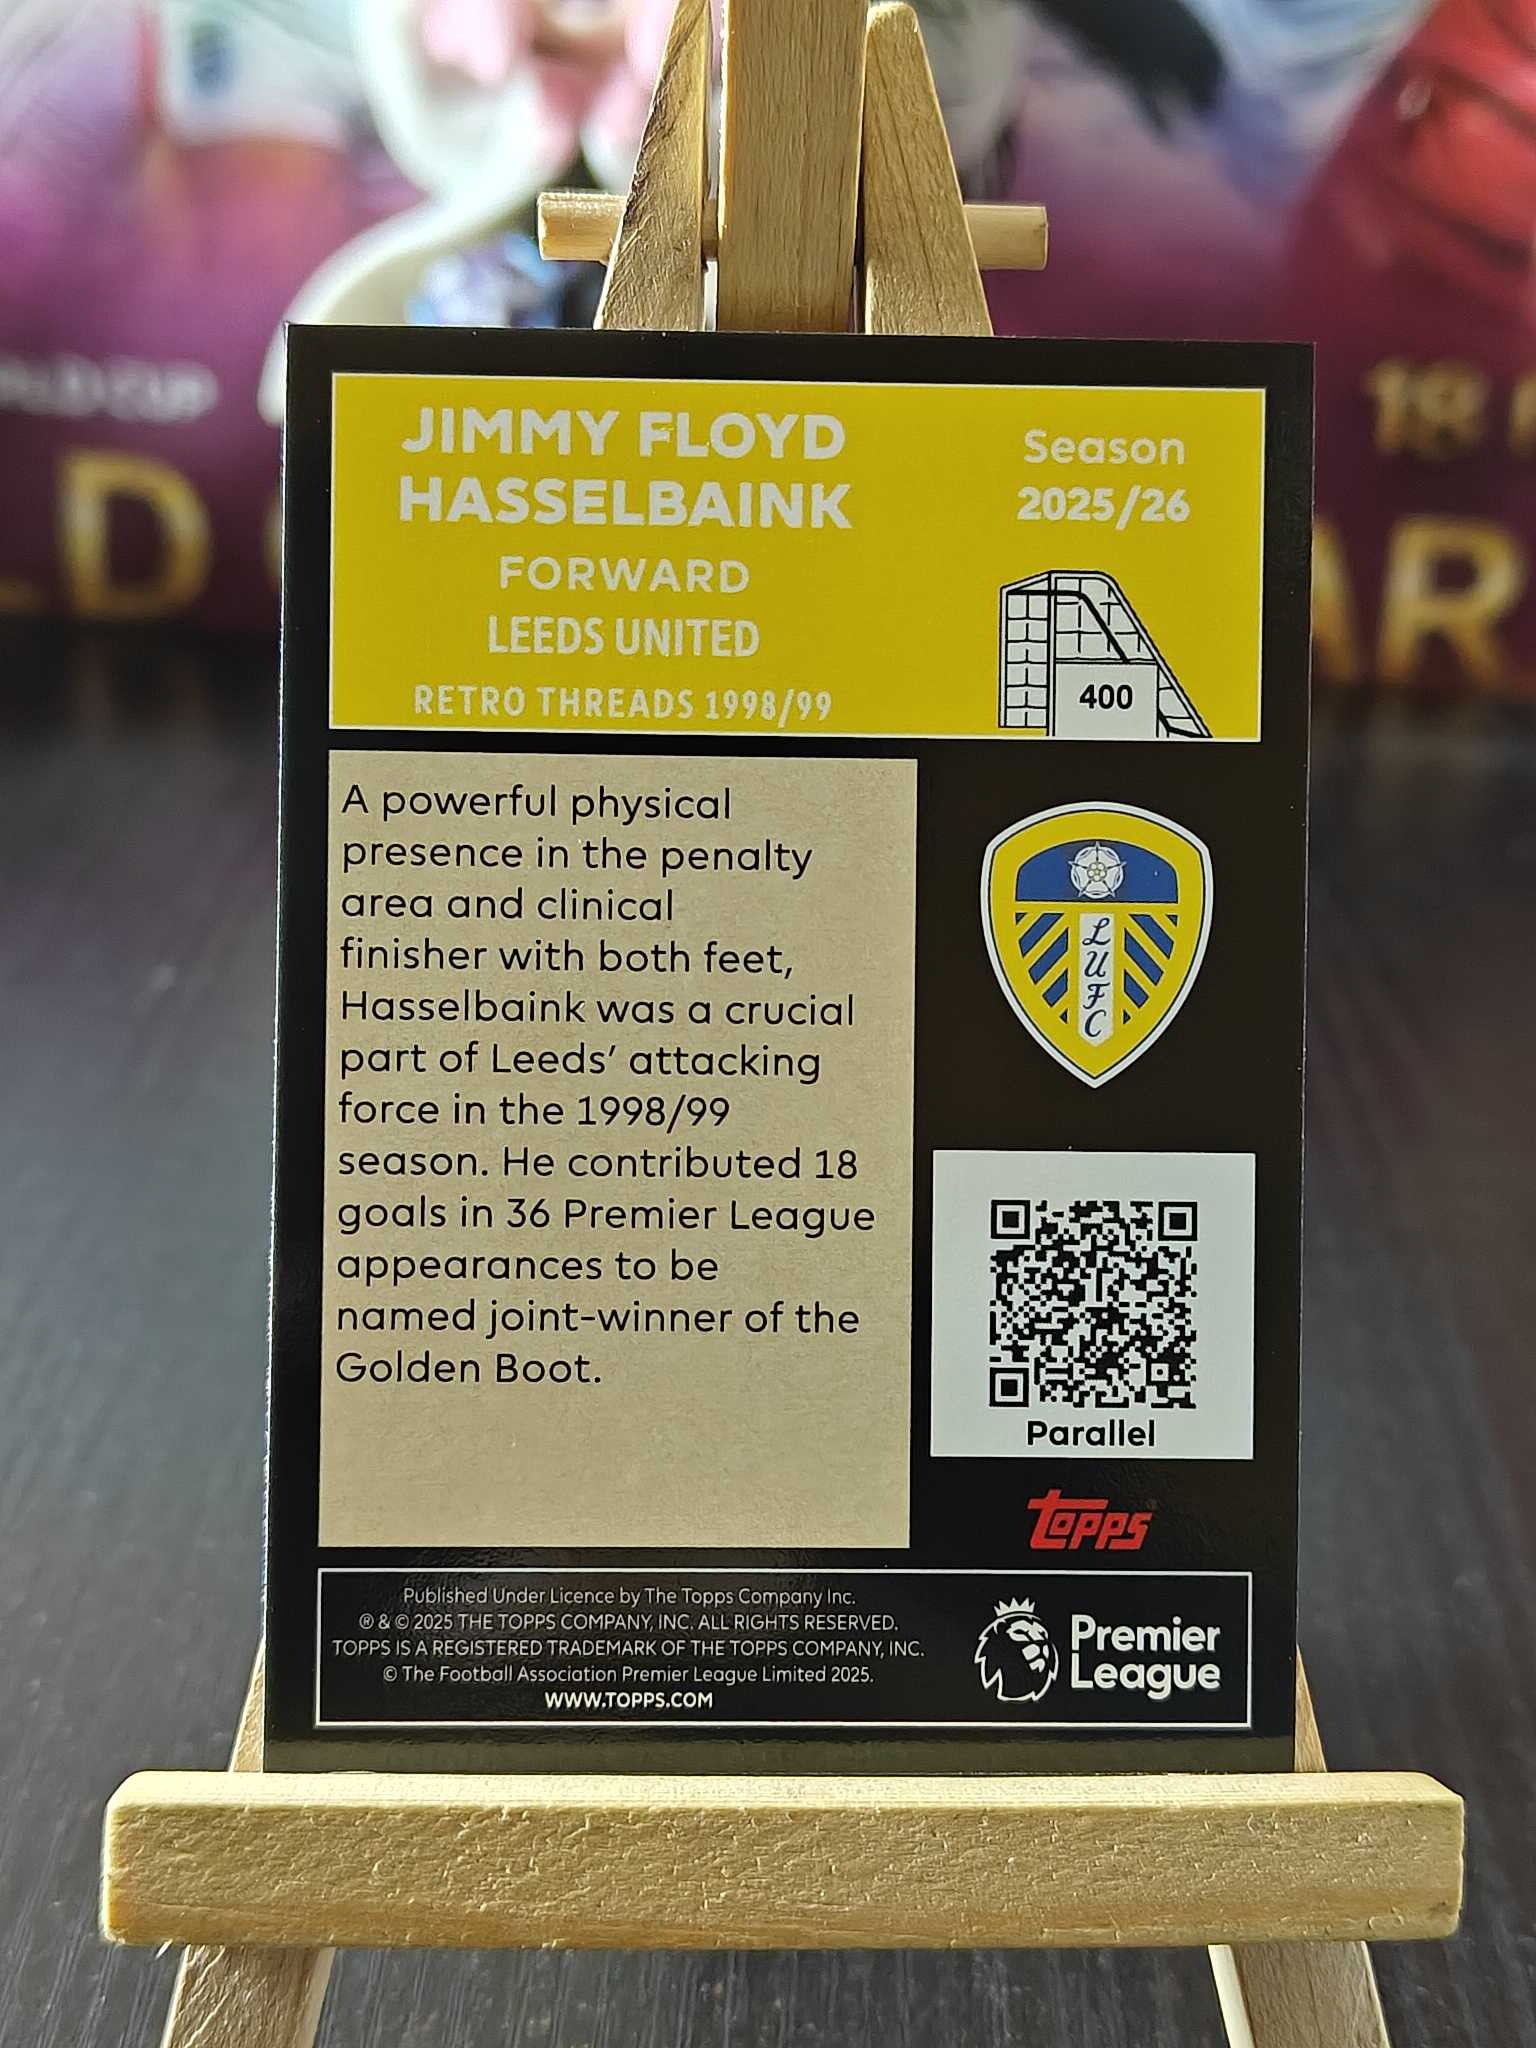 JIMMY FLOYD
HASSELBAINK
FORWARD
LEEDS UNITED
RETRO THREADS 1998/99
Season
2025/26
400
A powerful physical
presence in the penalty
area and clinical
finisher with both feet,
Hasselbaink was a crucial
part of Leeds’ attacking
force in the 1998/99
season. He contributed 18
goals in 36 Premier League
appearances to be
named joint-winner of the
Golden Boot.
LUFC
Parallel
Topps
Published Under Licence by The Topps Company Inc.
® & © 2025 THE TOPPS COMPANY, INC. ALL RIGHTS RESERVED.
TOPPS IS A REGISTERED TRADEMARK OF THE TOPPS COMPANY, INC.
© The Football Association Premier League Limited 2025.
WWW.TOPPS.COM
Premier
League
CUP
18